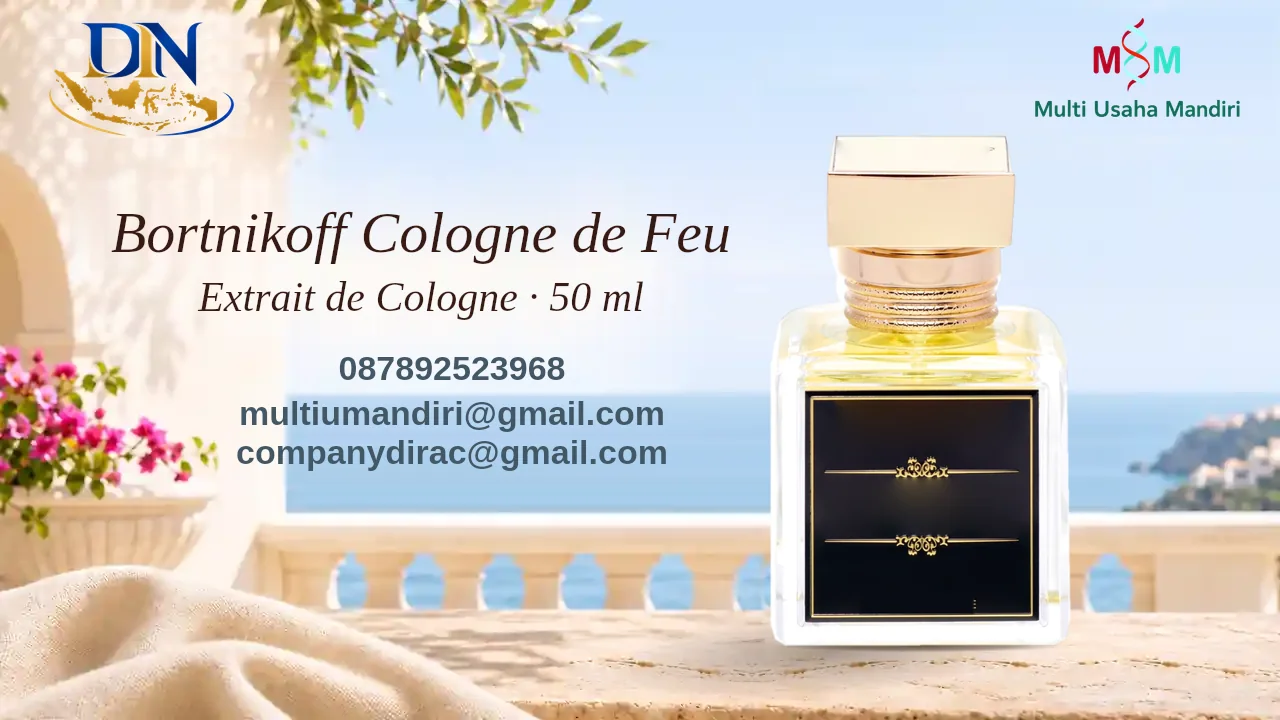 DIN
MSM
Multi Usaha Mandiri
Bortnikoff Cologne de Feu
Extrait de Cologne · 50 ml
087892523968
multiumandiri@gmail.com
companydirac@gmail.com